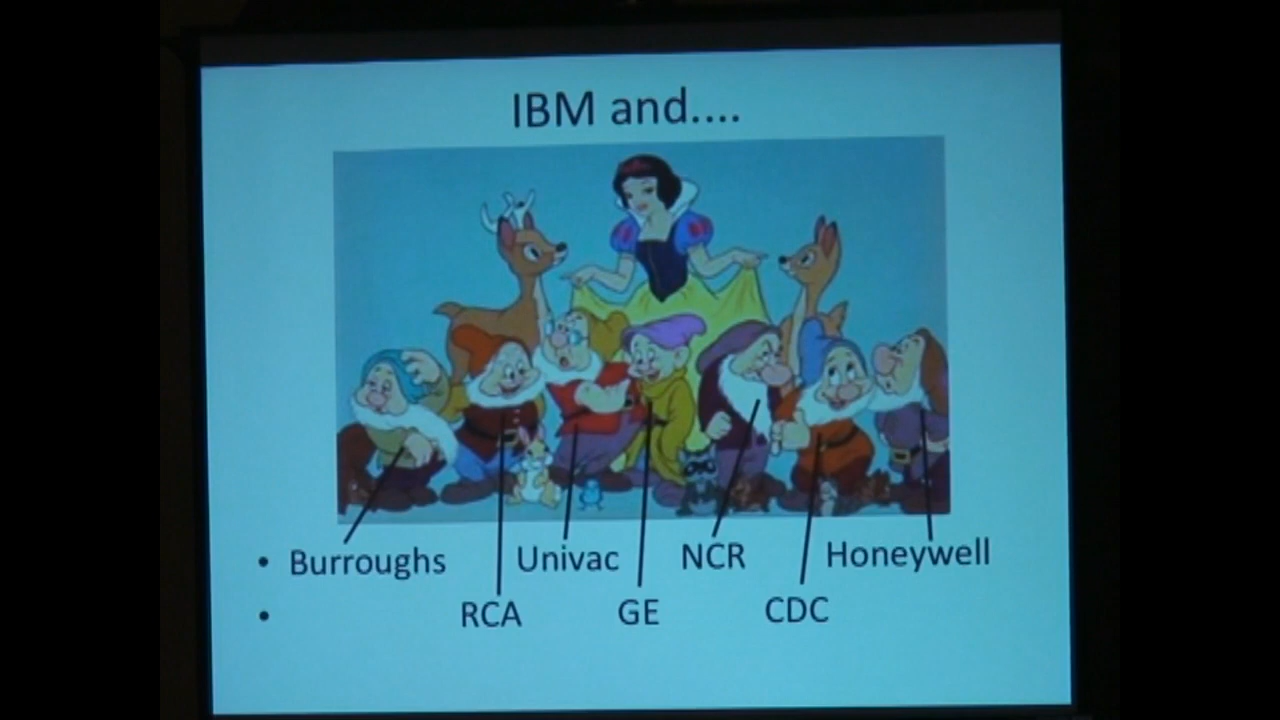 IBM and....
• Burroughs Univac NCR Honeywell
• RCA GE CDC